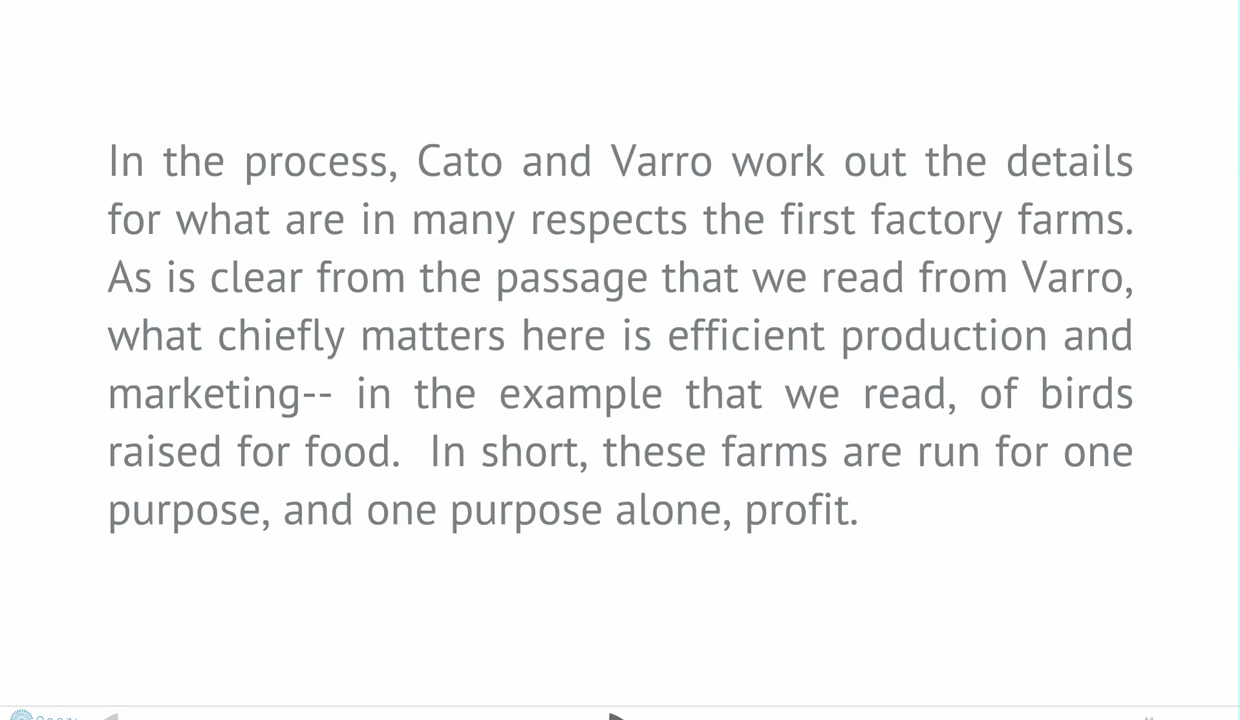 In the process, Cato and Varro work out the details
for what are in many respects the first factory farms.
As is clear from the passage that we read from Varro,
what chiefly matters here is efficient production and
marketing-- in the example that we read, of birds
raised for food.  In short, these farms are run for one
purpose, and one purpose alone, profit.